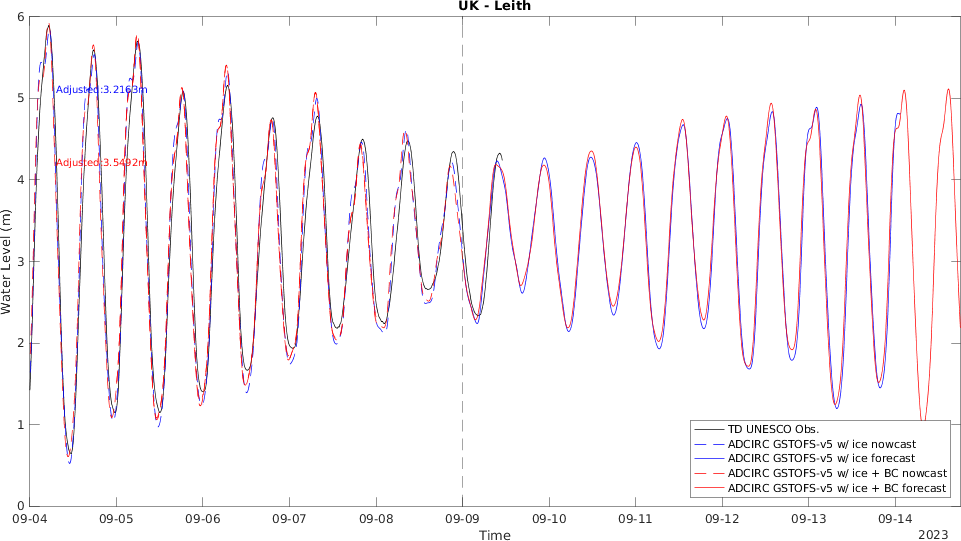 UK - Leith
6
5
4
3
2
1
0
Water Level (m)
Adjusted:3.2163m
Adjusted:3.5492m
TD UNESCO Obs.
ADCIRC GSTOFS-v5 w/ ice nowcast
ADCIRC GSTOFS-v5 w/ ice forecast
ADCIRC GSTOFS-v5 w/ ice + BC nowcast
ADCIRC GSTOFS-v5 w/ ice + BC forecast
09-04 09-05 09-06 09-07 09-08 09-09 09-10 09-11 09-12 09-13 09-14
Time
2023